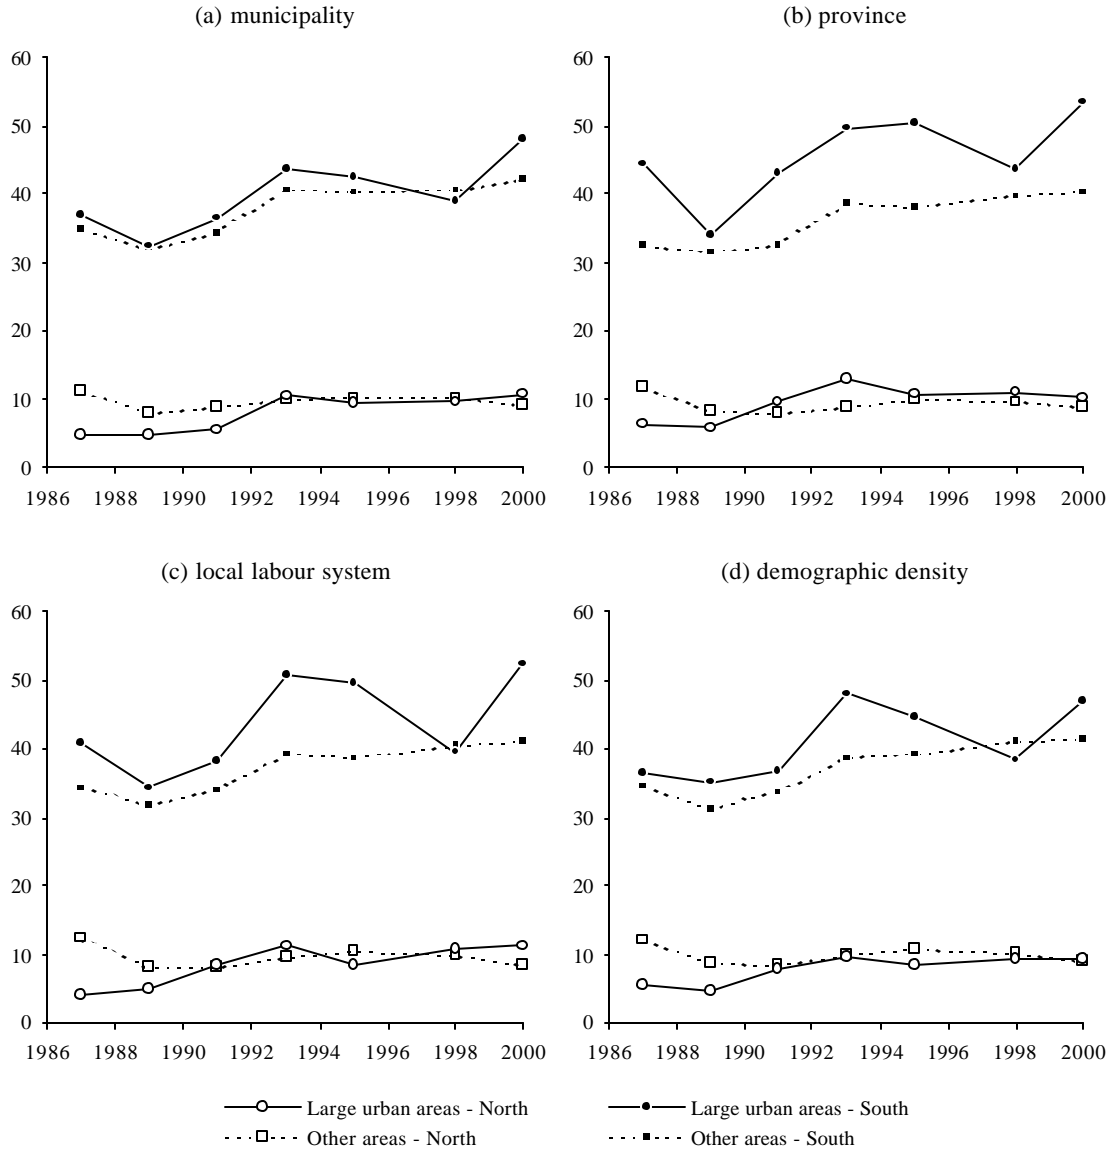 (a) municipality
(b) province
60
50
40
30
20
10
0
1986 1988 1990 1992 1994 1996 1998 2000
60
50
40
30
20
10
0
1986 1988 1990 1992 1994 1996 1998 2000
(c) local labour system
(d) demographic density
60
50
40
30
20
10
0
1986 1988 1990 1992 1994 1996 1998 2000
60
50
40
30
20
10
0
1986 1988 1990 1992 1994 1996 1998 2000
Large urban areas - North
Large urban areas - South
Other areas - North
Other areas - South